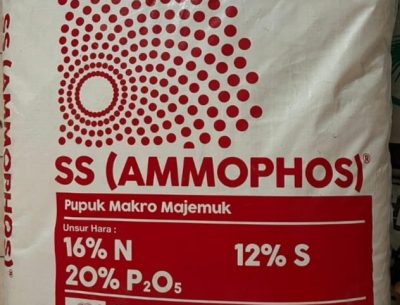 SS (AMMOPHOS)
SS (AMMOPHOS)®
Pupuk Makro Majemuk
Unsur Hara :
16% N 12% S
20% P₂O₅